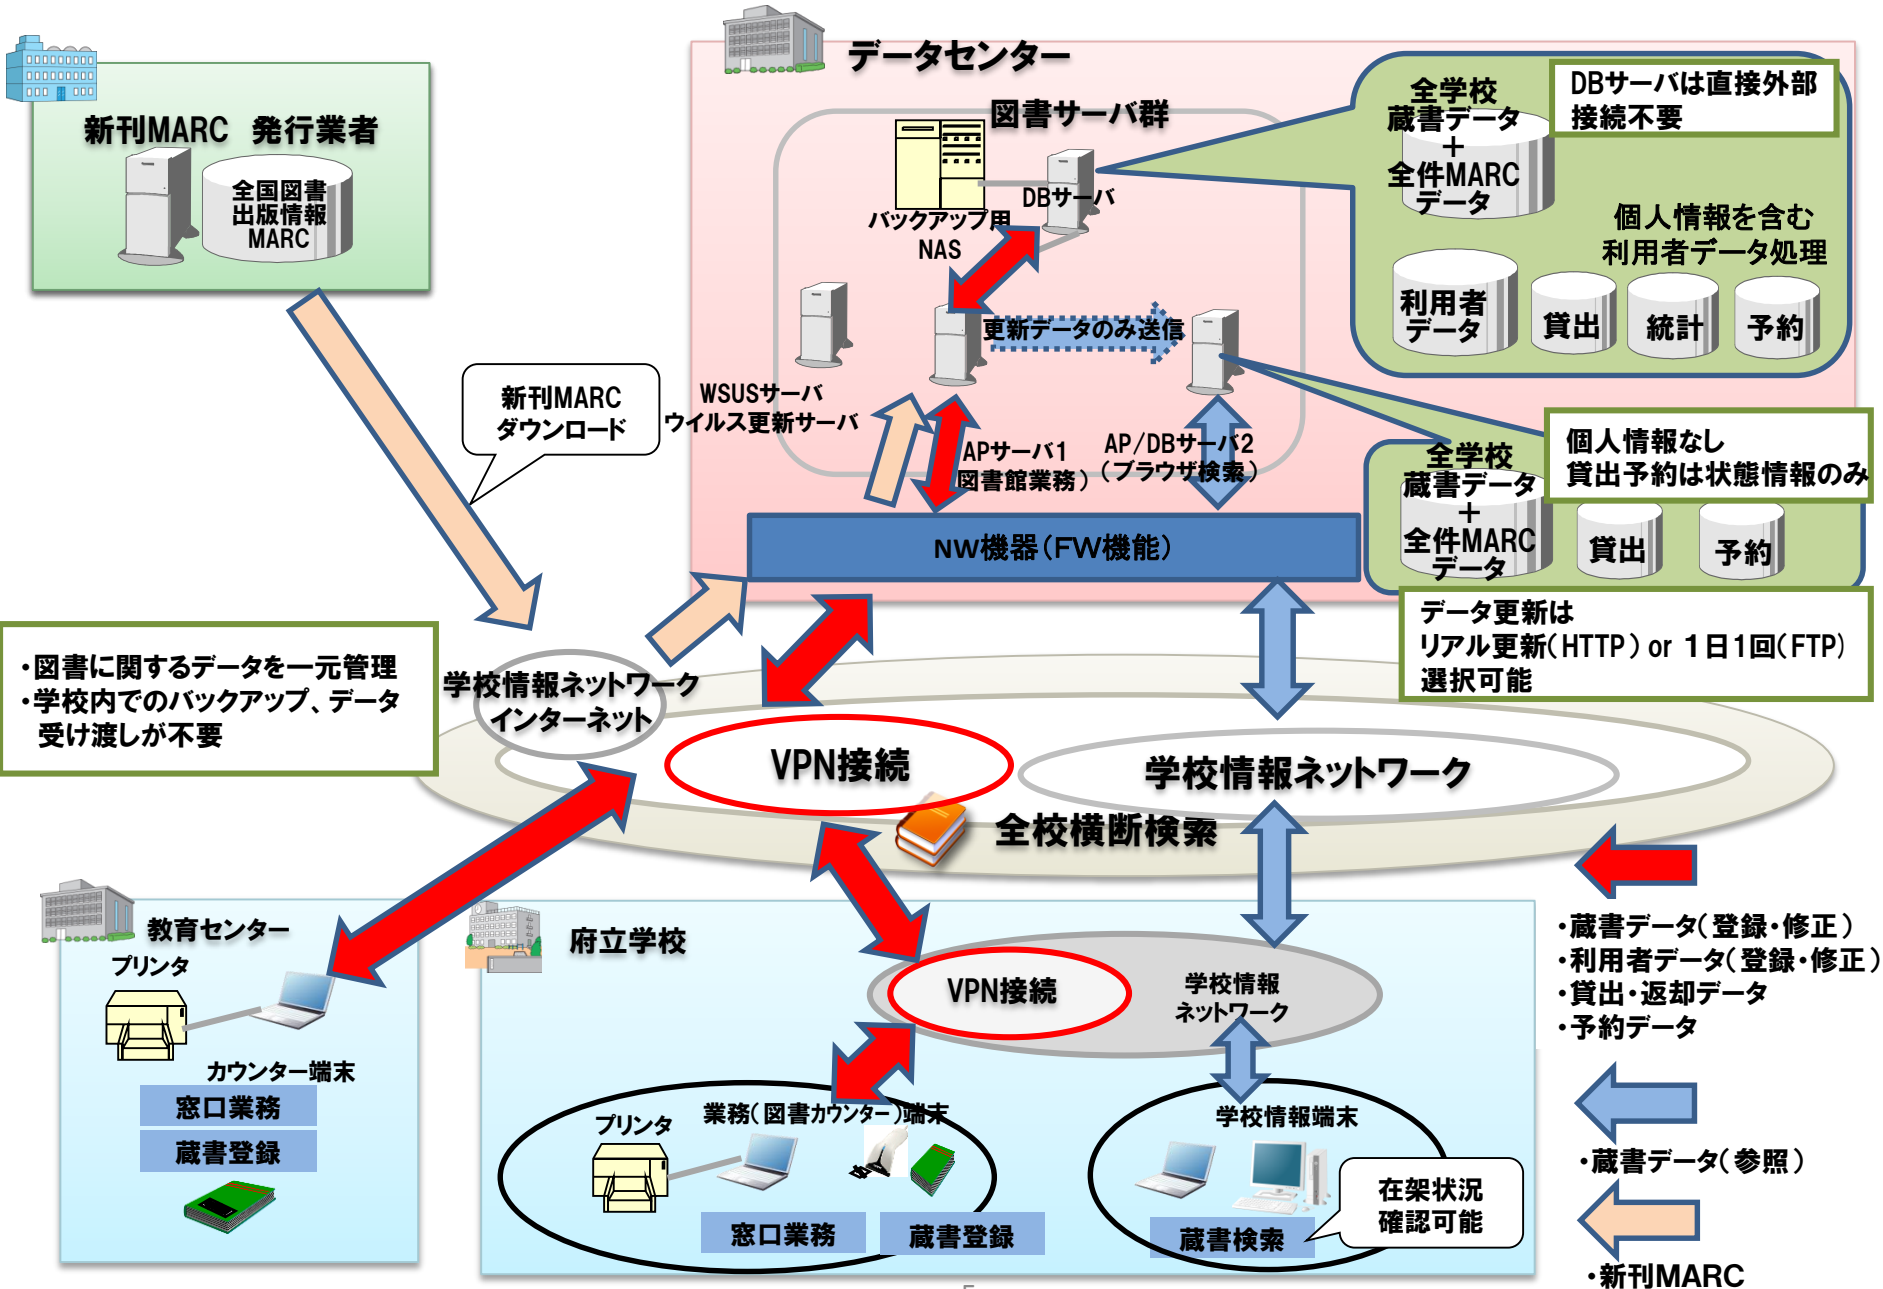 データセンター
図書サーバ群
新刊MARC　発行業者
全国図書
出版情報
MARC
DBサーバ
バックアップ用
NAS
更新データのみ送信
WSUSサーバ
ウイルス更新サーバ
APサーバ1
図書館業務）
AP/DBサーバ2
（ブラウザ検索）
NW機器（FW機能）
DBサーバは直接外部
接続不要
全学校
蔵書データ
＋
全件MARC
データ
個人情報を含む
利用者データ処理
利用者
データ
貸出
統計
予約
個人情報なし
貸出予約は状態情報のみ
全学校
蔵書データ
＋
全件MARC
データ
貸出
予約
データ更新は
リアル更新（HTTP）or １日1回（FTP）
選択可能
新刊MARC
ダウンロード
・図書に関するデータを一元管理
・学校内でのバックアップ、データ
受け渡しが不要
学校情報ネットワーク
インターネット
VPN接続
学校情報ネットワーク
全校横断検索
教育センター
プリンタ
カウンター端末
窓口業務
蔵書登録
府立学校
VPN接続
学校情報
ネットワーク
プリンタ
業務（図書カウンター）端末
窓口業務
蔵書登録
学校情報端末
蔵書検索
在架状況
確認可能
・蔵書データ（登録・修正）
・利用者データ（登録・修正）
・貸出・返却データ
・予約データ
・蔵書データ（参照）
・新刊MARC